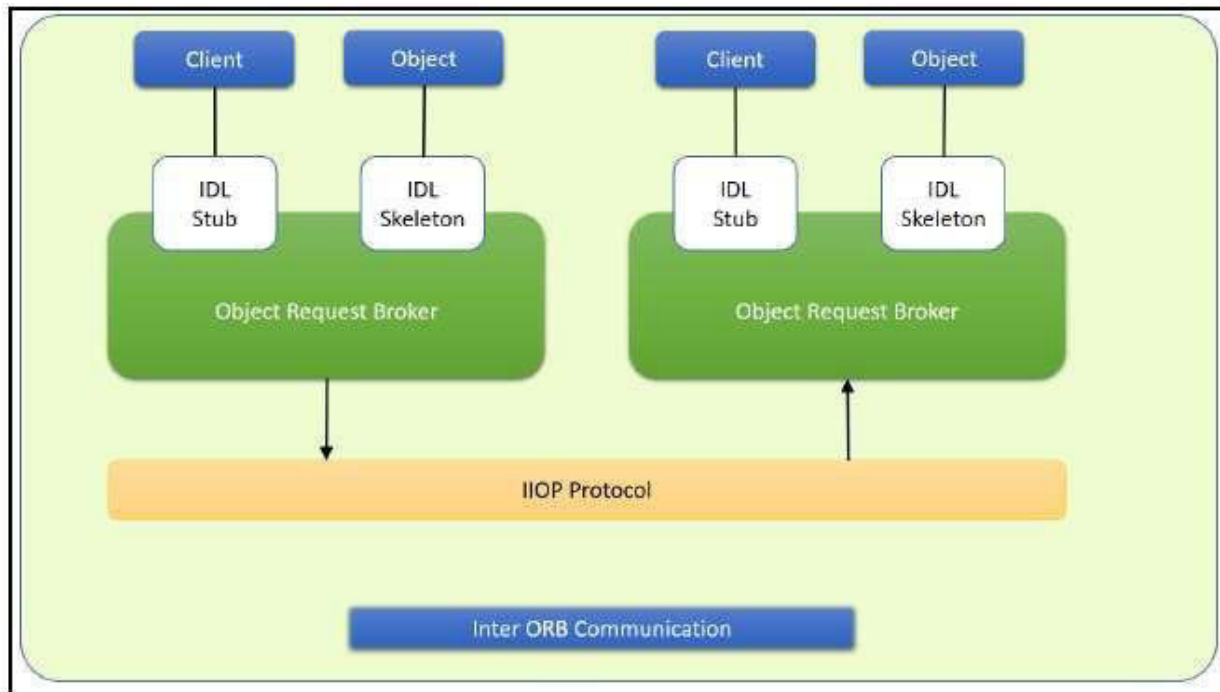 Client
Object
Client
Object
IDL
Stub
IDL
Skeleton
IDL
Stub
IDL
Skeleton
Object Request Broker
Object Request Broker
IIOP Protocol
Inter ORB Communication